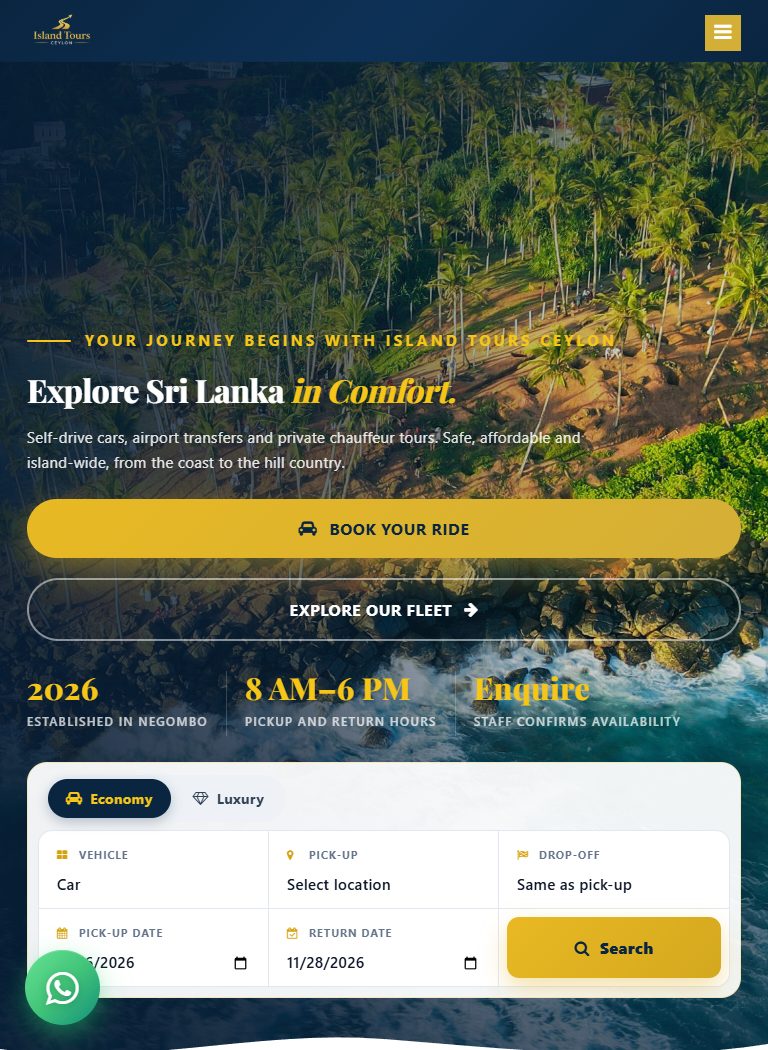 Island Tours
CEYLON
YOUR JOURNEY BEGINS WITH ISLAND TOURS CEYLON
Explore Sri Lanka in Comfort.
Self-drive cars, airport transfers and private chauffeur tours. Safe, affordable and
island-wide, from the coast to the hill country.
BOOK YOUR RIDE
EXPLORE OUR FLEET
2026 8 AM–6 PM Enquire
ESTABLISHED IN NEGOMBO PICKUP AND RETURN HOURS STAFF CONFIRMS AVAILABILITY
Economy Luxury
VEHICLE PICK-UP DROP-OFF
Car Select location Same as pick-up
PICK-UP DATE RETURN DATE
6/2026 11/28/2026 Search